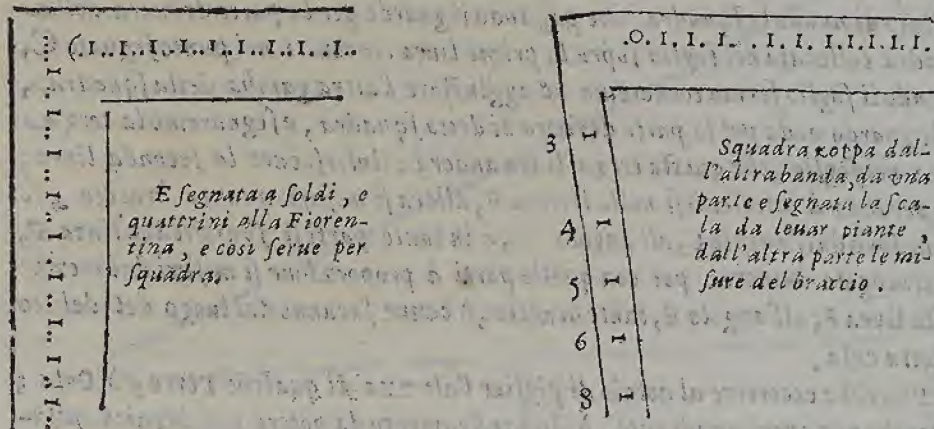 (.I..I..I..I..I..I..I..I..I..
E segnata a soldi, e
quattrini alla Fioren-
tina, e così serue per
squadra.
.O. I. I. I.. . I. I. I.I.I.I.I.
3
4
5
6
8
Squadra zotpa dal-
l'altra banda, da vna
parte e segnata la sca-
la da leuar piante,
dall'altra parte le mi-
sure del braccio.